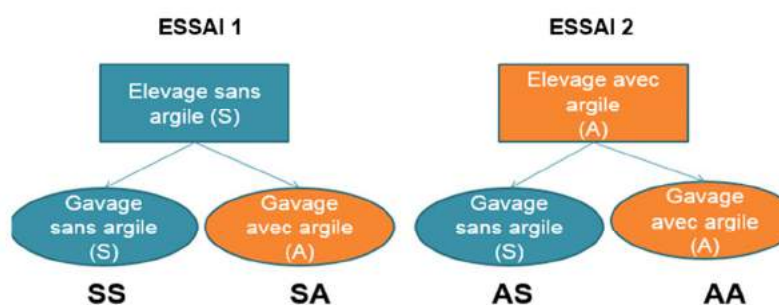 ESSAI 1
ESSAI 2
Elevage sans
argile (S)
Elevage avec
argile
(A)
Gavage
sans argile
(S)
Gavage
avec argile
(A)
Gavage
sans argile
(S)
Gavage
avec argile
(A)
SS
SA
AS
AA